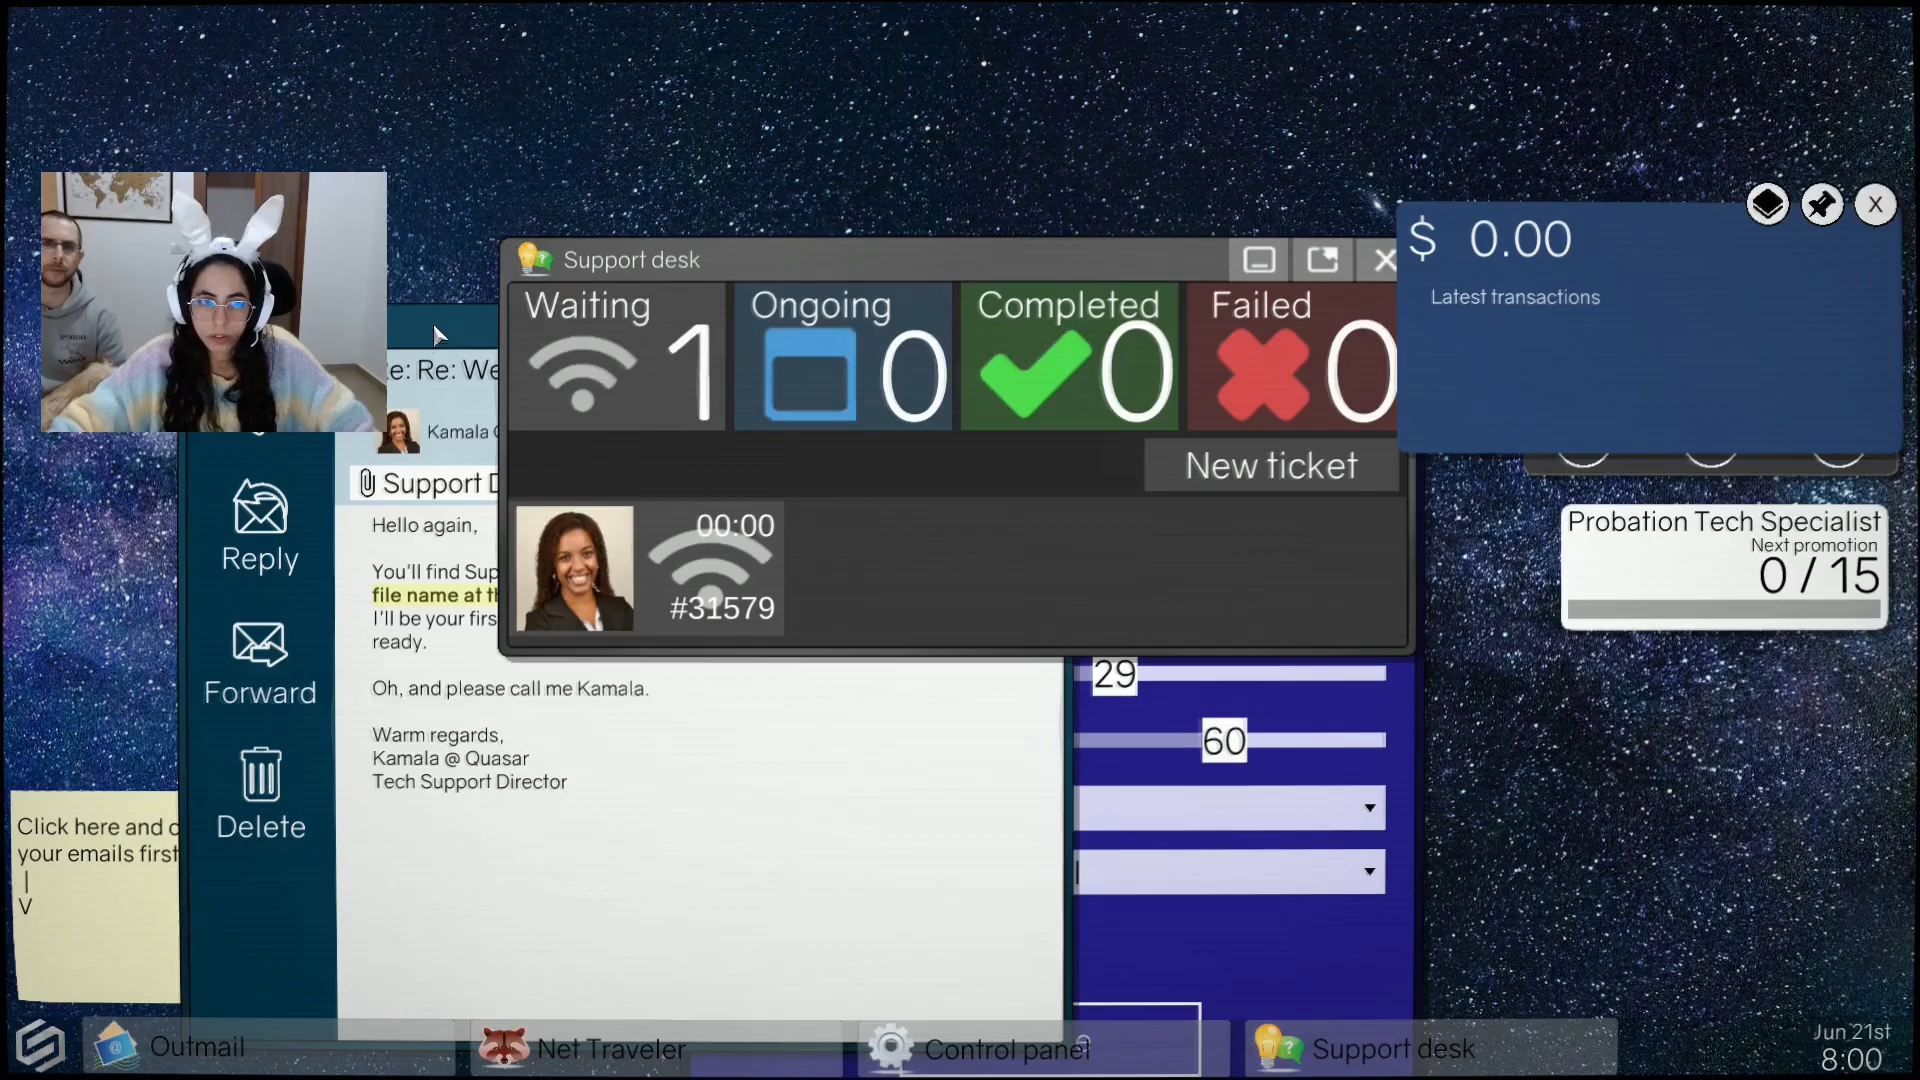 Support desk
Waiting
1
Ongoing
0
Completed
0
Failed
0
New ticket
00:00
#31579
$ 0.00
Latest transactions
X
Probation Tech Specialist
Next promotion
0 / 15
e: Re: We
Kamala
Support D
Hello again,
You'll find Sup
file name at th
I'll be your firs
ready.
Oh, and please call me Kamala.
Warm regards,
Kamala @ Quasar
Tech Support Director
Reply
Forward
Delete
29
60
Click here and
your emails first
|
V
Outmail
Net Traveler
Control panel
Support desk
Jun 21st
8:00